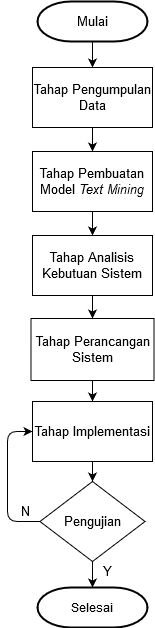 Mulai
Tahap Pengumpulan
Data
Tahap Pembuatan
Model Text Mining
Tahap Analisis
Kebutuan Sistem
Tahap Perancangan
Sistem
Tahap Implementasi
N
Pengujian
Y
Selesai